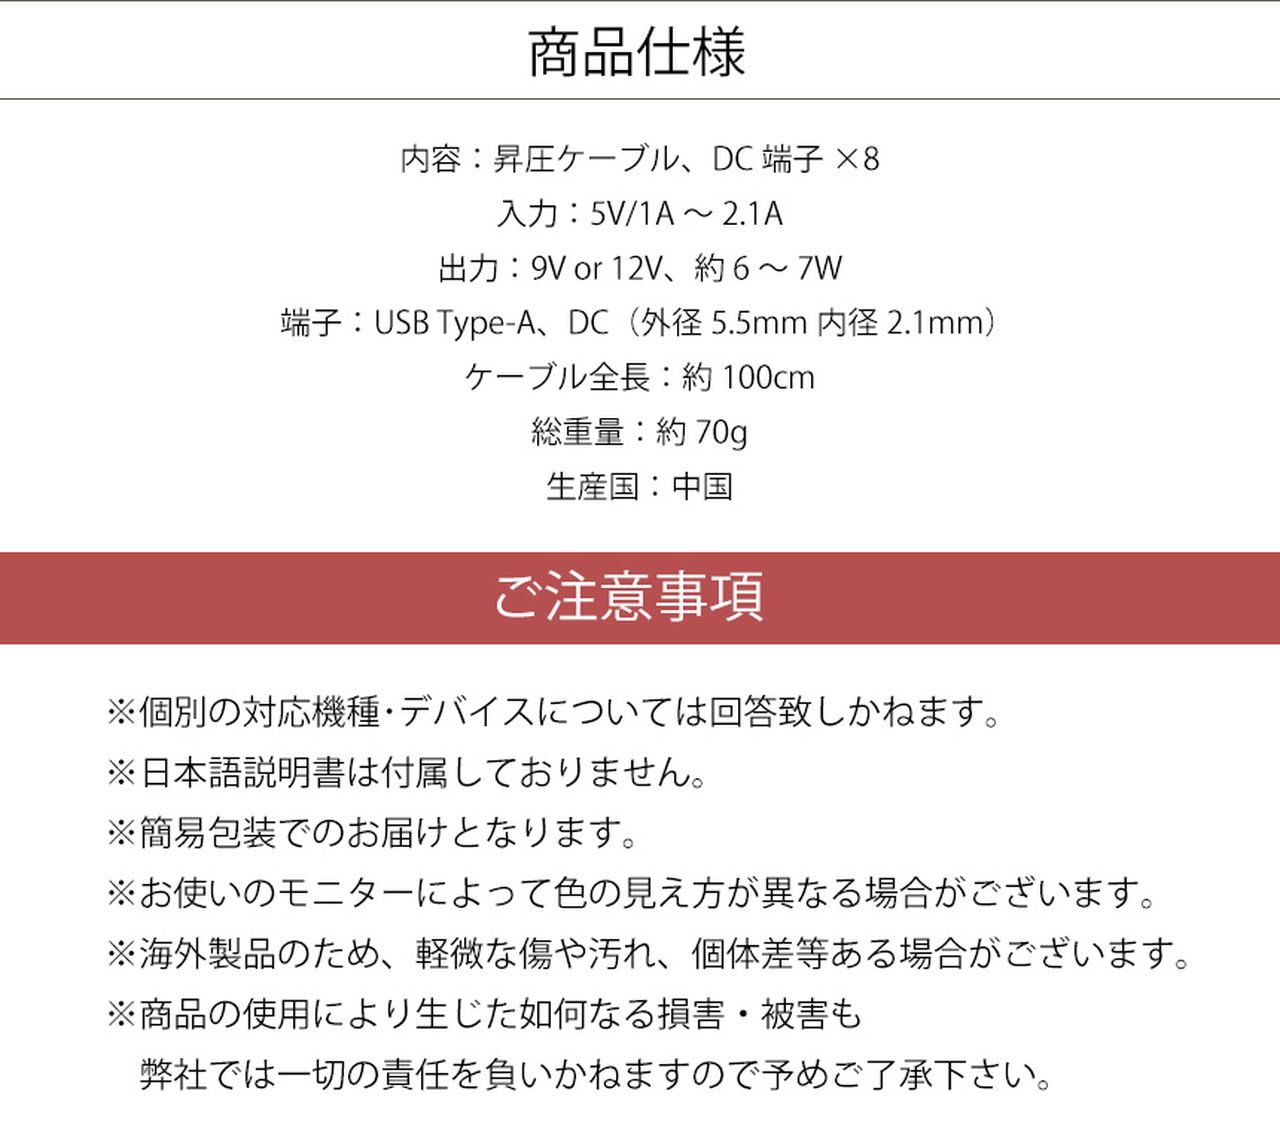 商品仕様
内容：昇圧ケーブル、DC 端子 ×8
入力：5V/1A ～ 2.1A
出力：9V or 12V、約 6 ～ 7W
端子：USB Type-A、DC（外径 5.5mm 内径 2.1mm）
ケーブル全長：約 100cm
総重量：約 70g
生産国：中国
ご注意事項
※個別の対応機種･デバイスについては回答致しかねます。
※日本語説明書は付属しておりません。
※簡易包装でのお届けとなります。
※お使いのモニターによって色の見え方が異なる場合がございます。
※海外製品のため、軽微な傷や汚れ、個体差等ある場合がございます。
※商品の使用により生じた如何なる損害・被害も
弊社では一切の責任を負いかねますので予めご了承下さい。